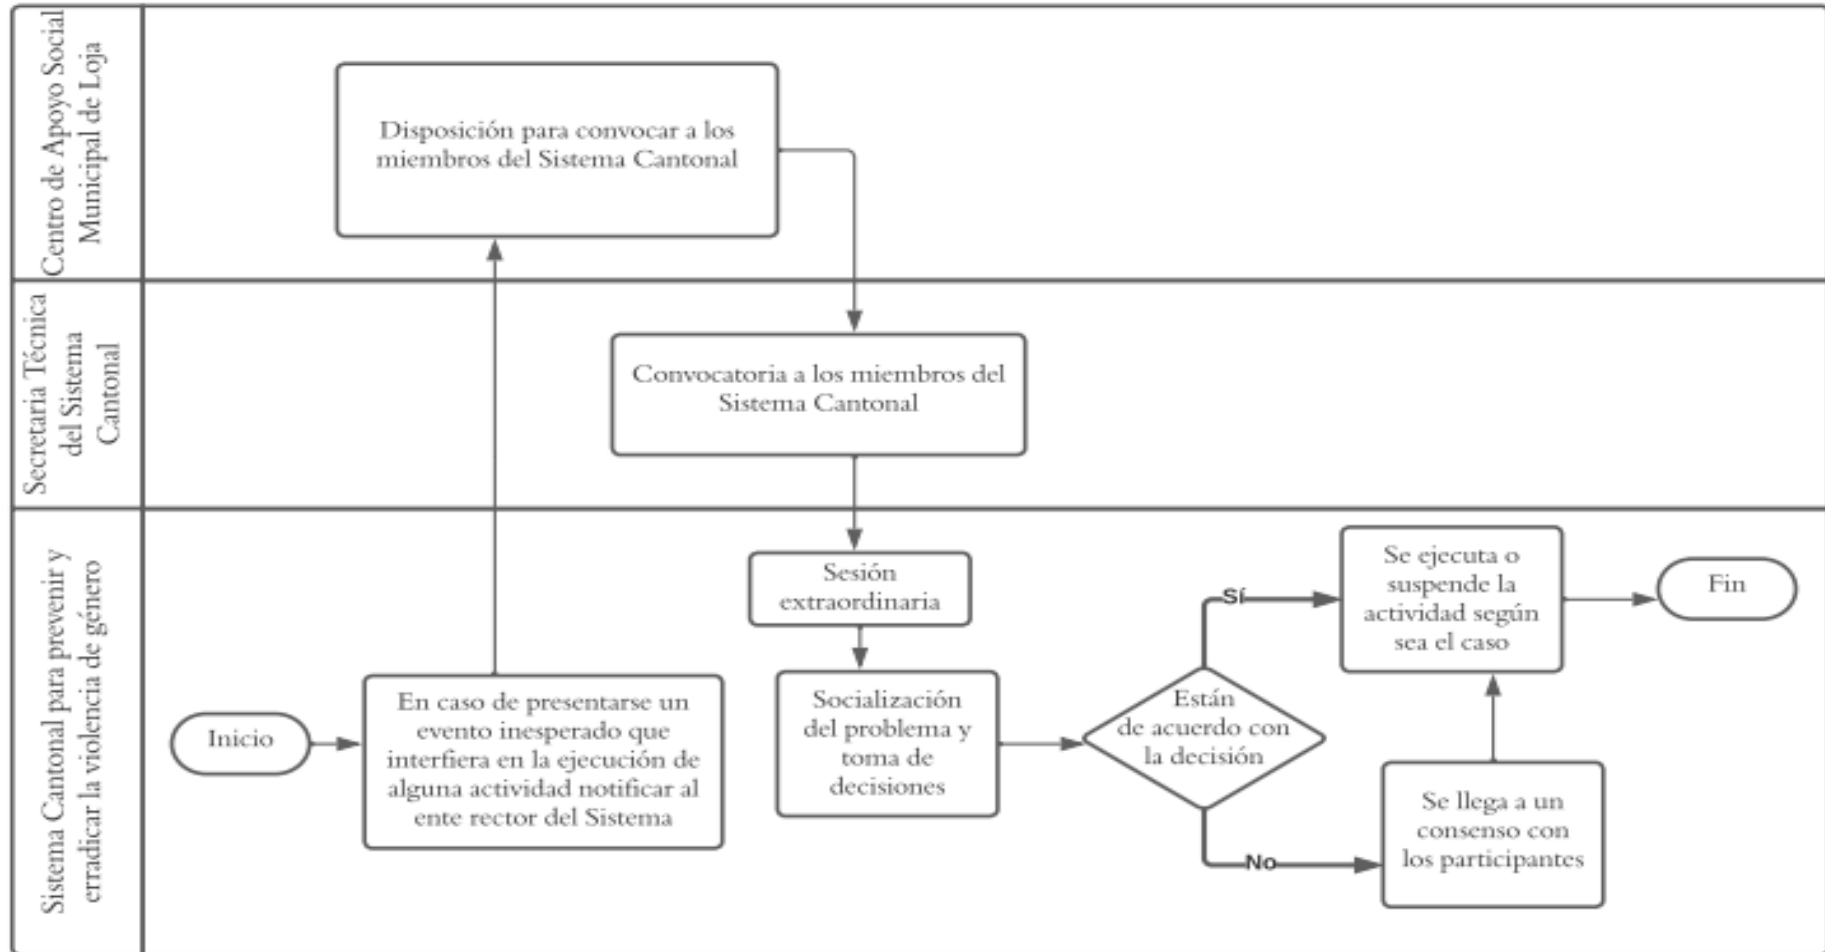 Centro de Apoyo Social
Municipal de Loja
Disposición para convocar a los
miembros del Sistema Cantonal
Secretaria Técnica
del Sistema
Cantonal
Convocatoria a los miembros del
Sistema Cantonal
Sistema Cantonal para prevenir y
erradicar la violencia de género
Inicio
En caso de presentarse un
evento inesperado que
interfiera en la ejecución de
alguna actividad notificar al
ente rector del Sistema
Sesión
extraordinaria
Socialización
del problema y
toma de
decisiones
Están
de acuerdo con
la decisión
Sí
Se ejecuta o
suspende la
actividad según
sea el caso
Fin
No
Se llega a un
consenso con
los participantes